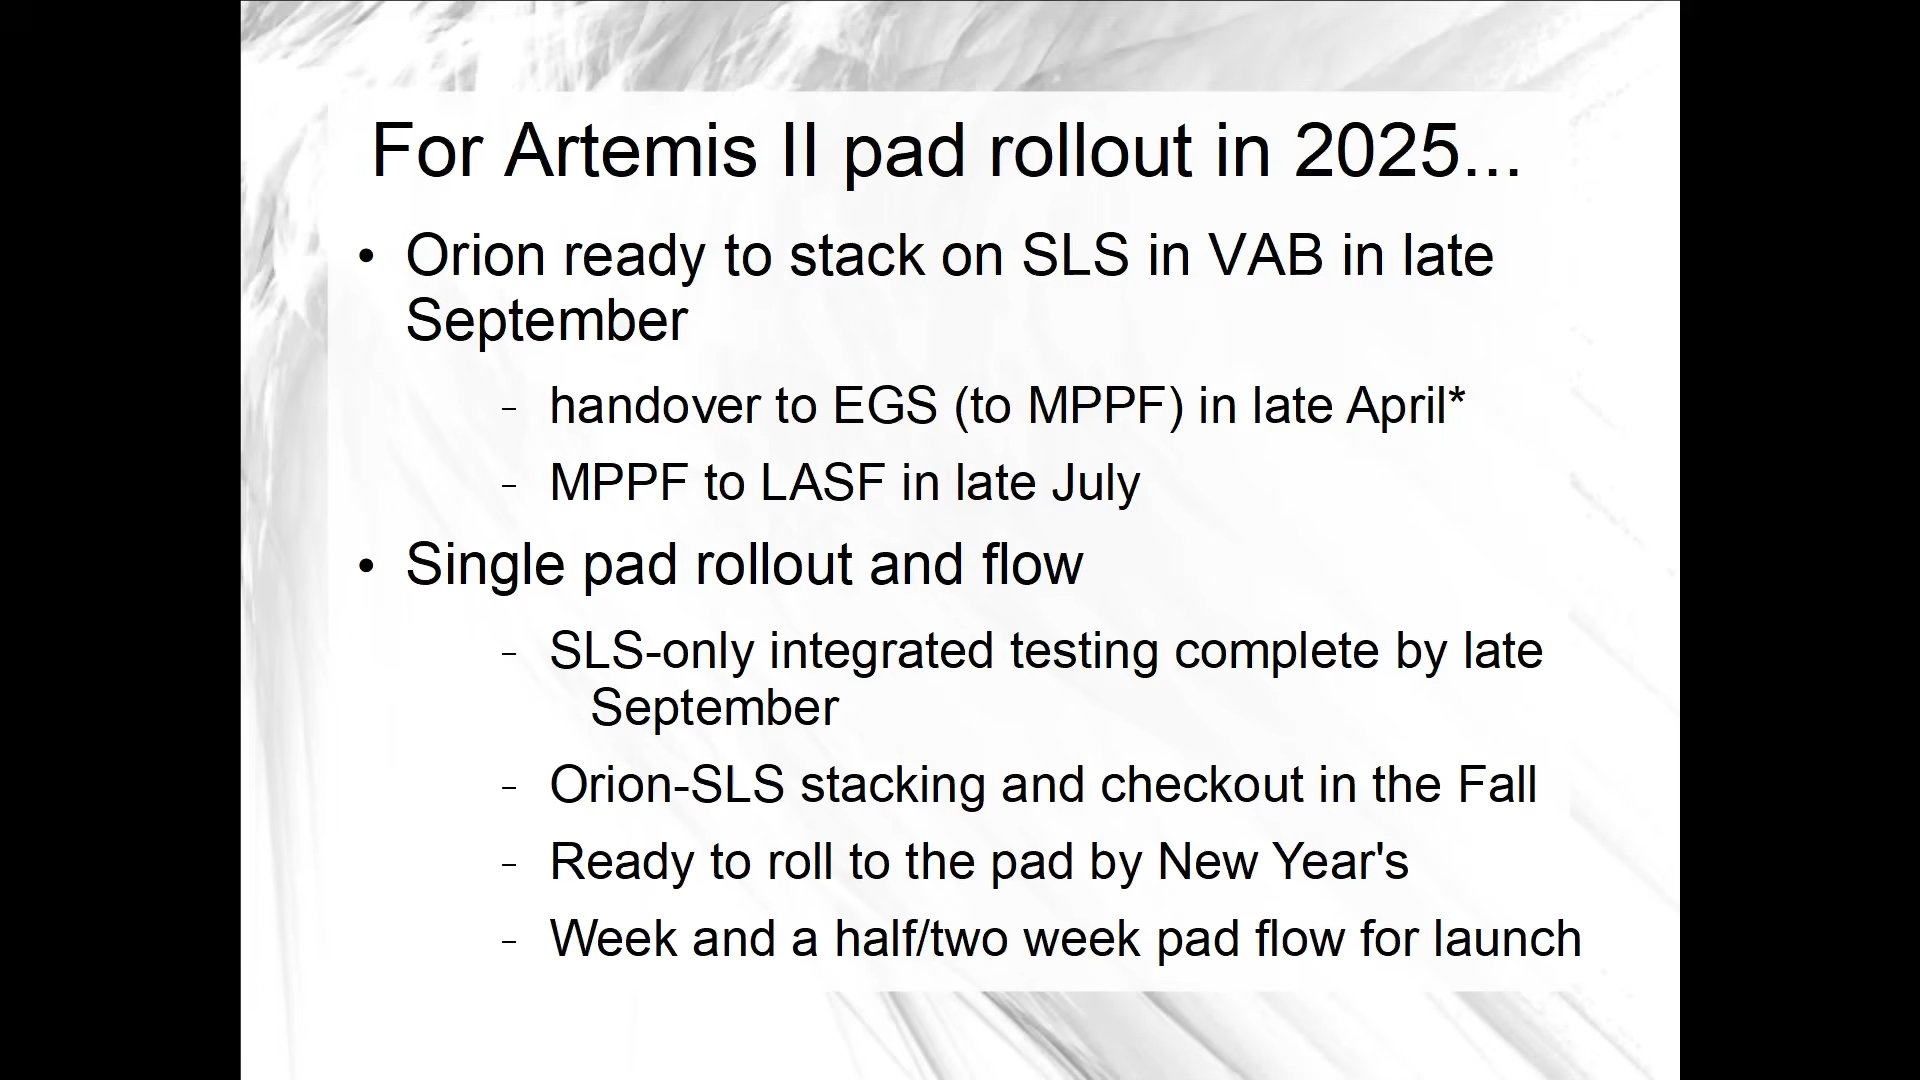 For Artemis II pad rollout in 2025...
• Orion ready to stack on SLS in VAB in late
September
– handover to EGS (to MPPF) in late April*
– MPPF to LASF in late July
• Single pad rollout and flow
– SLS-only integrated testing complete by late
September
– Orion-SLS stacking and checkout in the Fall
– Ready to roll to the pad by New Year's
– Week and a half/two week pad flow for launch